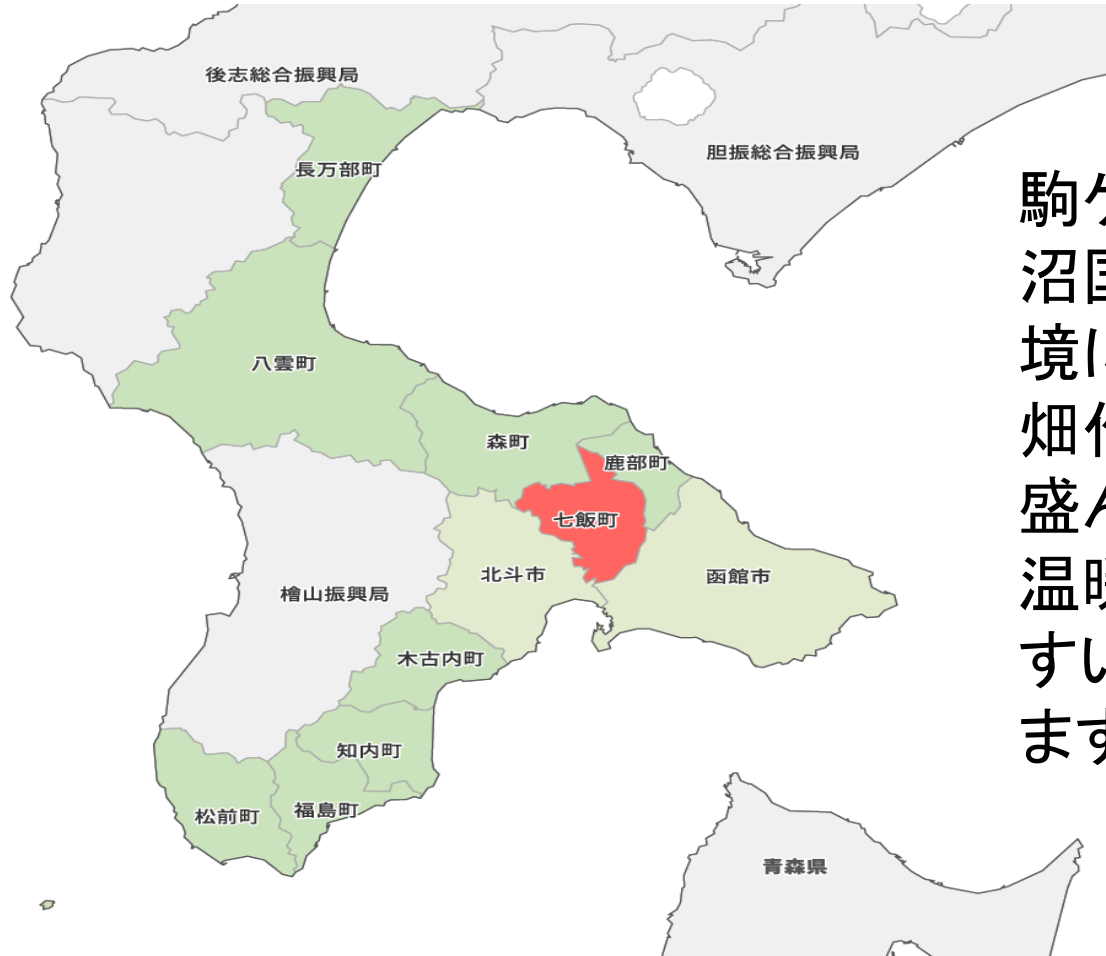 後志総合振興局
胆振総合振興局
長万部町
八雲町
森町
鹿部町
七飯町
北斗市
函館市
檜山振興局
木古内町
知内町
福島町
松前町
青森県
駒ケ
沼
境に
畑
盛ん
温暖
すい
ます